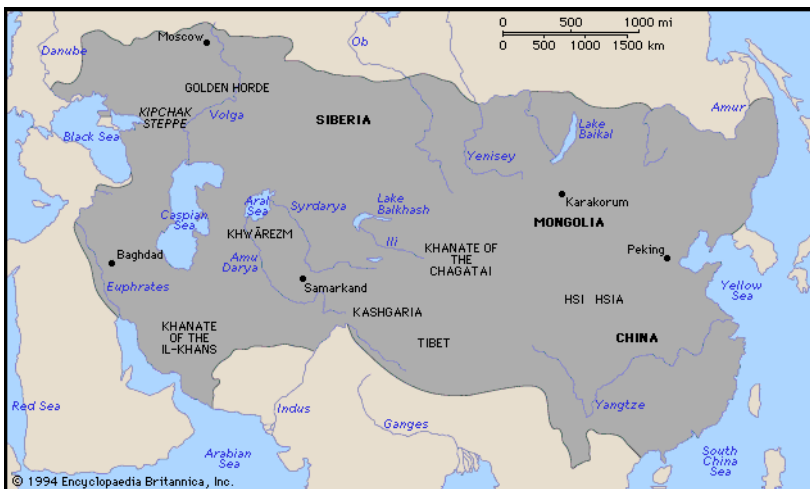 0 500 1000 mi
0 500 1000 1500 km
Moscow
Ob
Danube
GOLDEN HORDE
KIPCHAK
STEPPE
Volga
SIBERIA
Amur
Black Sea
Lake
Baikal
Yenisey
Karakorum
Aral
Sea
Syrdarya
Lake
Balkhash
Caspian
Sea
MONGOLIA
KHWĀREZM
Ili
KHANATE OF
THE
CHAGATAI
Baghdad
Amu
Darya
Peking
Euphrates
Samarkand
Yellow
Sea
HSI HSIA
KASHGARIA
KHANATE
OF THE
IL-KHANS
TIBET
CHINA
Red Sea
Indus
Ganges
Yangtze
Arabian
Sea
South
China
Sea
© 1994 Encyclopaedia Britannica, Inc.